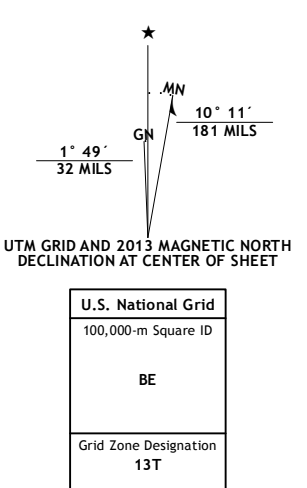 ★
MN
GN
10° 11´
181 MILS
1° 49´
32 MILS
UTM GRID AND 2013 MAGNETIC NORTH
DECLINATION AT CENTER OF SHEET
U.S. National Grid
100,000-m Square ID
BE
Grid Zone Designation
13T